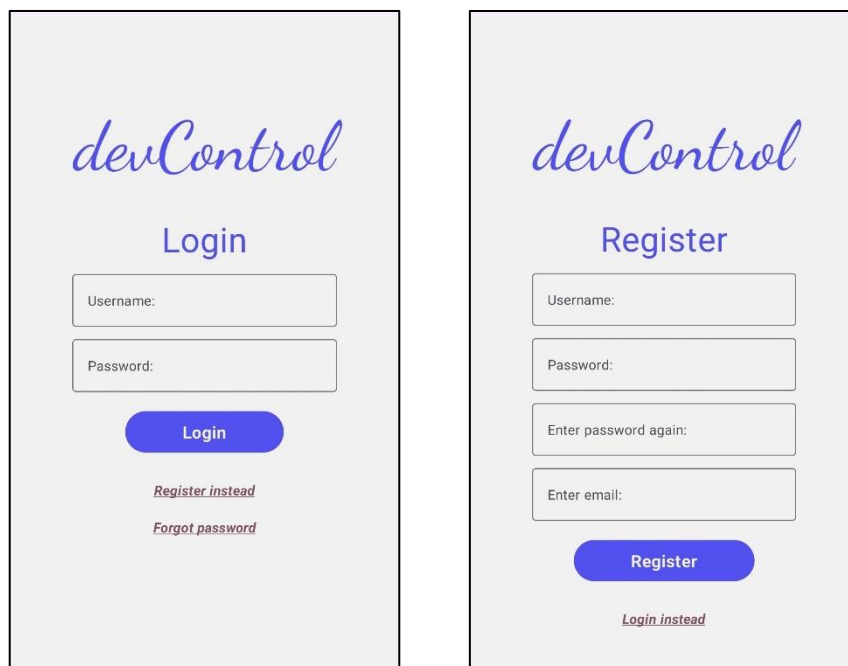 devControl
Login
Username:
Password:
Login
Register instead
Forgot password
devControl
Register
Username:
Password:
Enter password again:
Enter email:
Register
Login instead